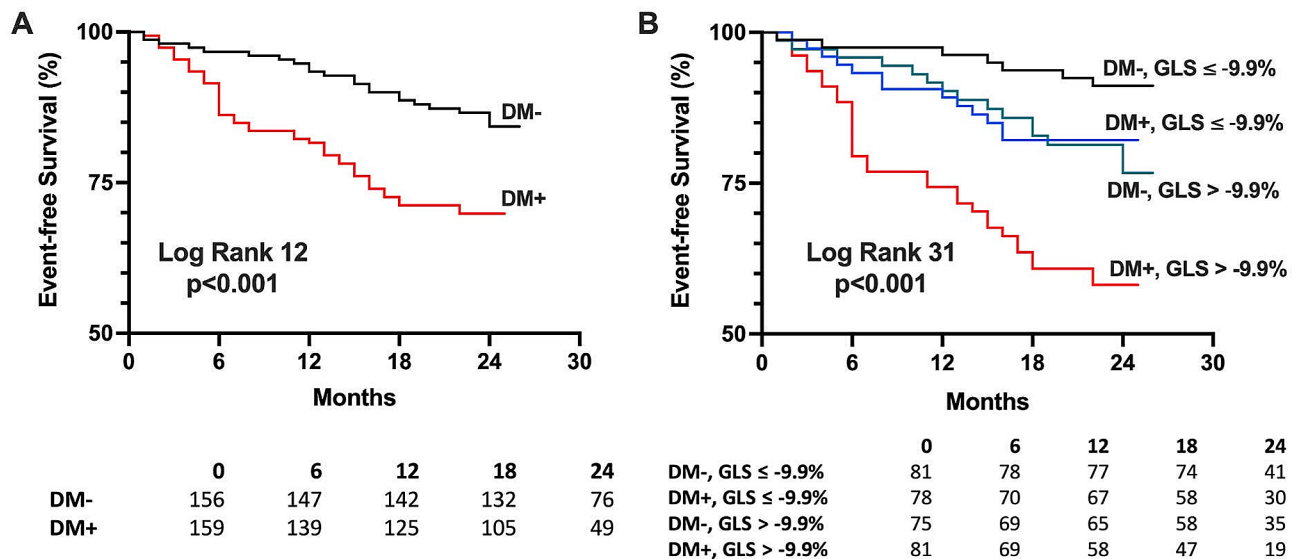 A
Event-free Survival (%)
100
75
50
DM-
DM+
Log Rank 12
p<0.001
0 6 12 18 24 30
Months
0 6 12 18 24
DM- 156 147 142 132 76
DM+ 159 139 125 105 49
B
Event-free Survival (%)
100
75
50
DM-, GLS ≤ -9.9%
DM+, GLS ≤ -9.9%
DM-, GLS > -9.9%
DM+, GLS > -9.9%
Log Rank 31
p<0.001
0 6 12 18 24 30
Months
0 6 12 18 24
DM-, GLS ≤ -9.9% 81 78 77 74 41
DM+, GLS ≤ -9.9% 78 70 67 58 30
DM-, GLS > -9.9% 75 69 65 58 35
DM+, GLS > -9.9% 81 69 58 47 19